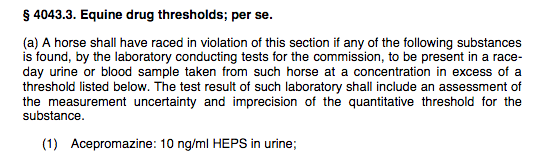 § 4043.3. Equine drug thresholds; per se.
(a) A horse shall have raced in violation of this section if any of the following substances
is found, by the laboratory conducting tests for the commission, to be present in a race-
day urine or blood sample taken from such horse at a concentration in excess of a
threshold listed below. The test result of such laboratory shall include an assessment of
the measurement uncertainty and imprecision of the quantitative threshold for the
substance.
(1) Acepromazine: 10 ng/ml HEPS in urine;